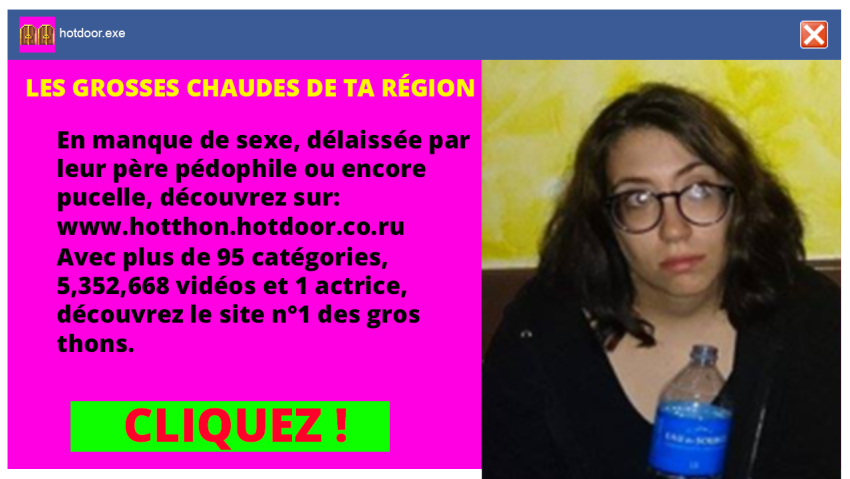 hotdoor.exe
LES GROSSES CHAUDES DE TA RÉGION
En manque de sexe, délaissée par
leur père pédophile ou encore
pucelle, découvrez sur:
www.hotthon.hotdoor.co.ru
Avec plus de 95 catégories,
5,352,668 vidéos et 1 actrice,
découvrez le site n°1 des gros
thons.
CLIQUEZ !